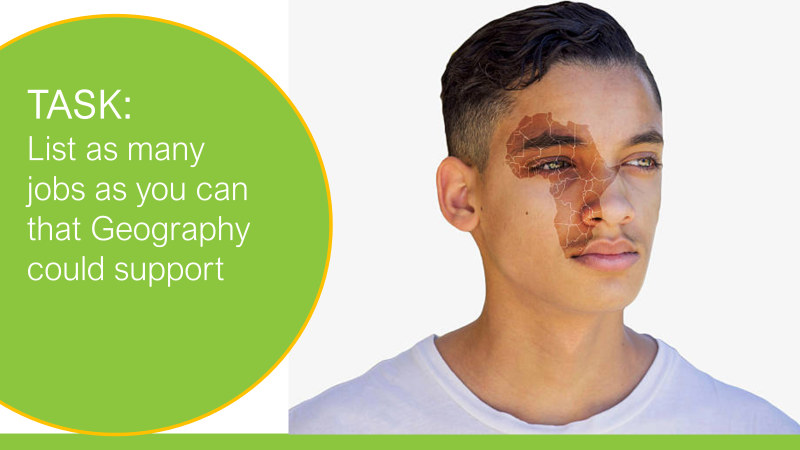 TASK:
List as many
jobs as you can
that Geography
could support